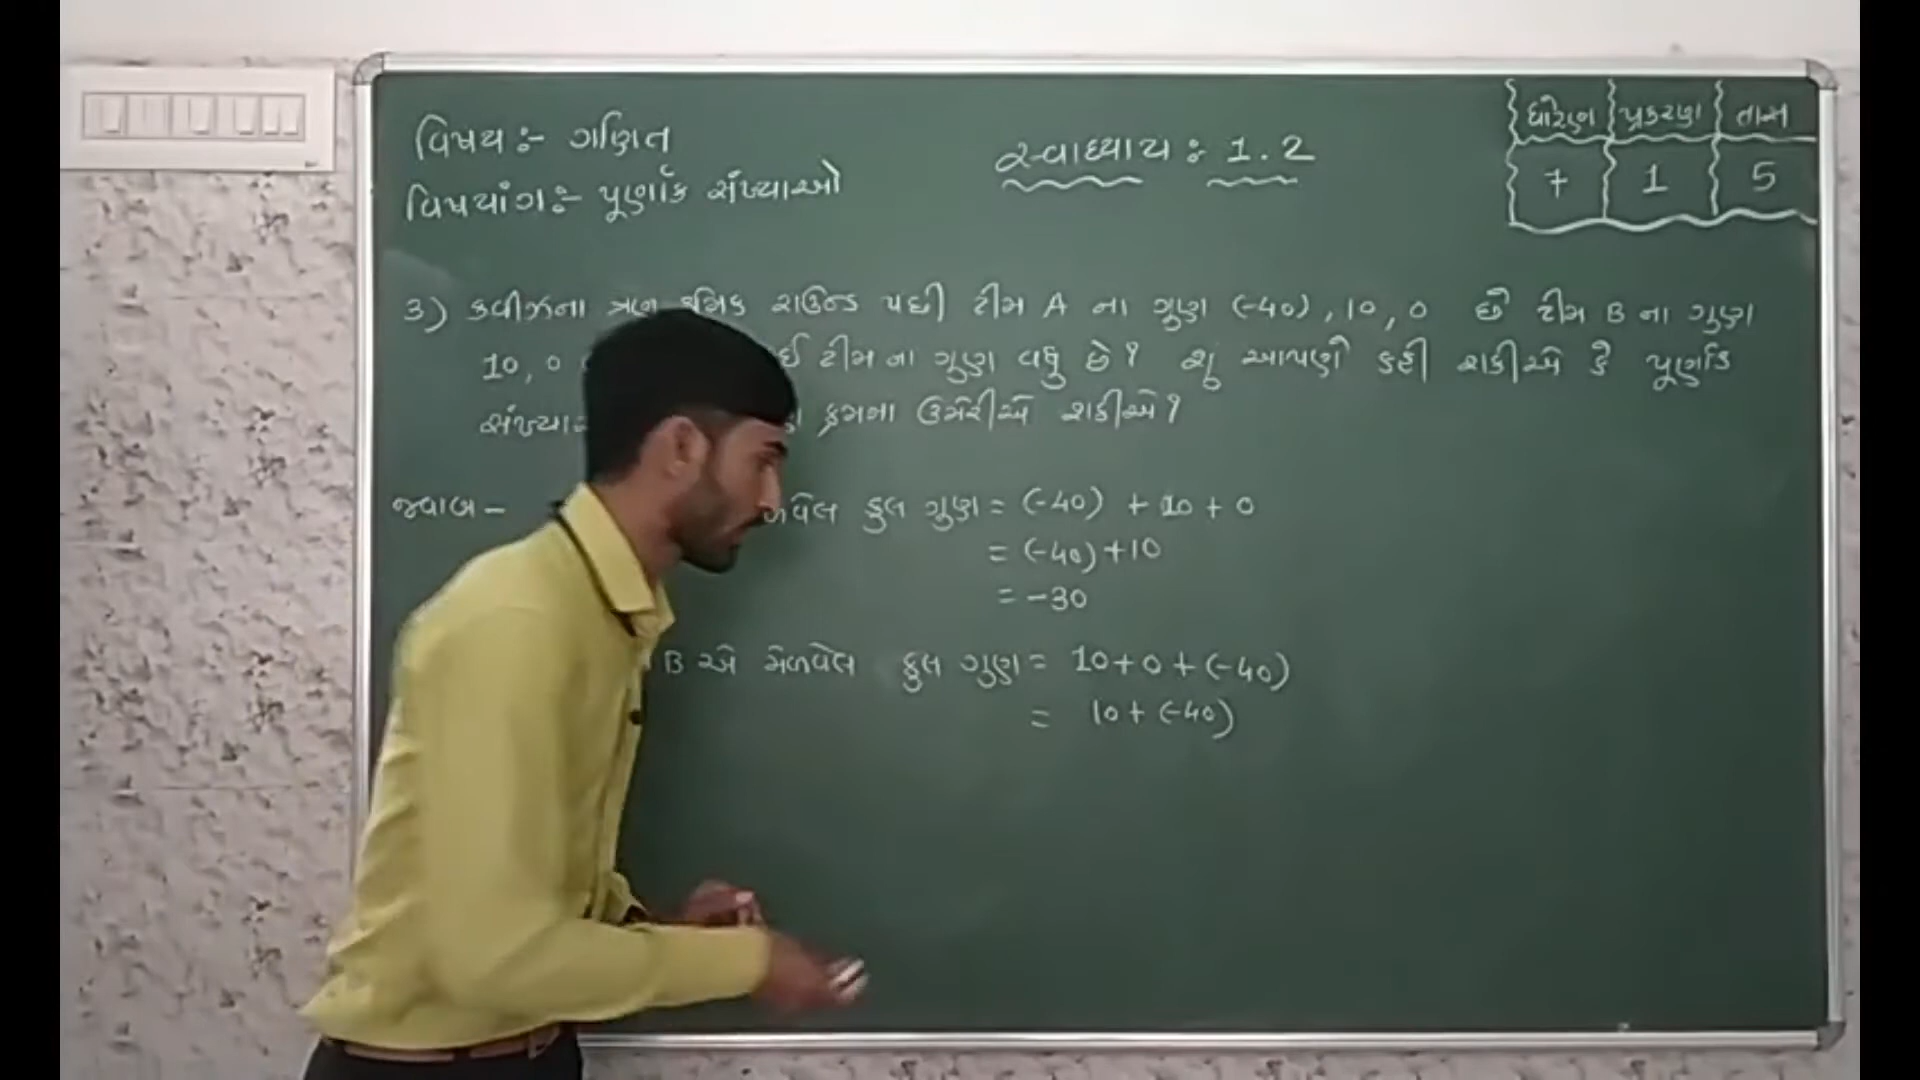 વિષય :- ગણિત
વિષયાંગ :- પૂર્ણાંક સંખ્યાઓ
સ્વાધ્યાય : 1.2
ધોરણ પ્રકરણ તાસ
7 1 5
3) કવીઝના ત્રણ ક્રમિક રાઉન્ડ પછી ટીમ A ના ગુણ (-40), 10, 0 છે ટીમ B ના ગુણ
10, 0 ટીમ ના ગુણ વધુ છે? શું આપણે કહી શકીએ કે પૂર્ણાંક
ક્રમના ઉમેરીએ શકીએ?
જવાબ - કુલ ગુણ = (-40) + 10 + 0
= (-40) + 10
= -30
B એ મેળવેલ કુલ ગુણ = 10 + 0 + (-40)
= 10 + (-40)